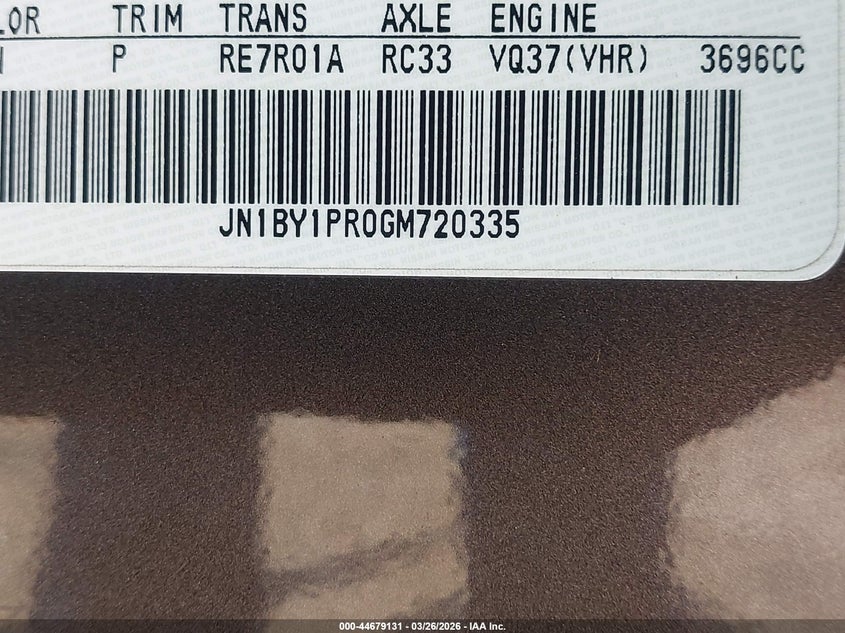 LOR TRIM TRANS AXLE ENGINE
P RE7R01A RC33 VQ37(VHR) 3696CC
JN1BY1PR0GM720335
000-44679131 - 03/26/2026 - IAA Inc.